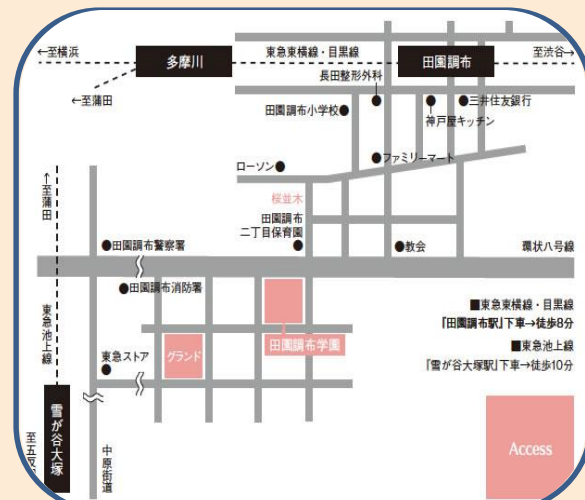 ←至横浜
多摩川
東急東横線・目黒線
田園調布
至渋谷→
←至蒲田
長田整形外科
田園調布小学校●
●三井住友銀行
神戸屋キッチン
●ファミリーマート
ローソン●
←至蒲田
桜並木
田園調布
二丁目保育園
●田園調布警察署
●教会
環状八号線
●田園調布消防署
東急池上線
■東急東横線・目黒線
『田園調布駅』下車→徒歩8分
田園調布学園
グランド
東急ストア
■東急池上線
『雪が谷大塚駅』下車→徒歩10分
雪が谷大塚
至五反
中原街道
Access